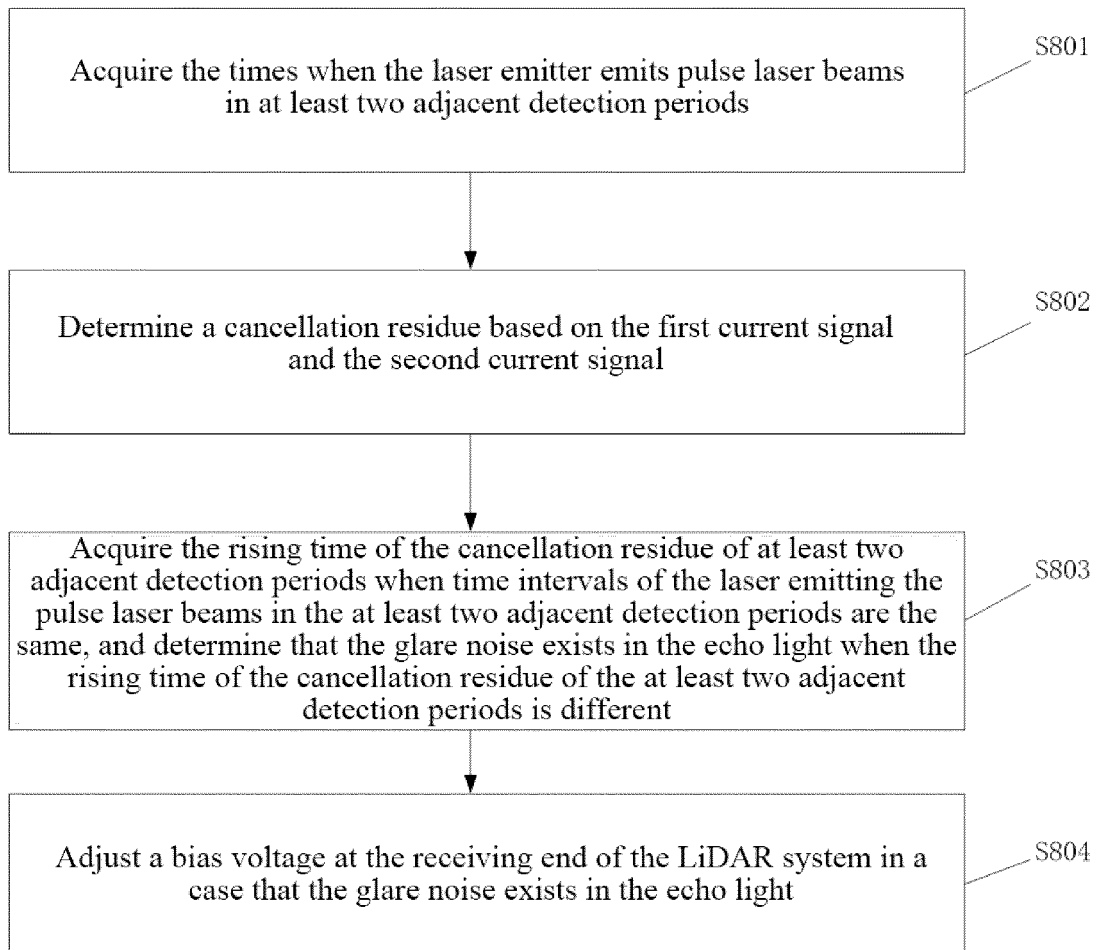 S801
Acquire the times when the laser emitter emits pulse laser beams
in at least two adjacent detection periods
S802
Determine a cancellation residue based on the first current signal
and the second current signal
S803
Acquire the rising time of the cancellation residue of at least two
adjacent detection periods when time intervals of the laser emitting the
pulse laser beams in the at least two adjacent detection periods are the
same, and determine that the glare noise exists in the echo light when the
rising time of the cancellation residue of the at least two adjacent
detection periods is different
S804
Adjust a bias voltage at the receiving end of the LiDAR system in a
case that the glare noise exists in the echo light